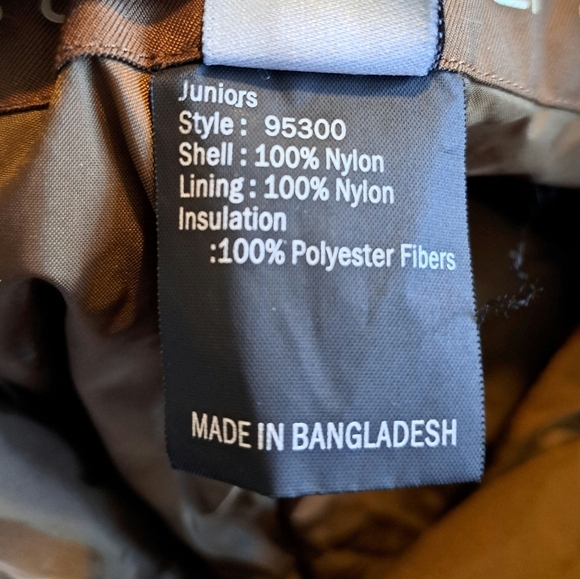 Juniors
Style : 95300
Shell : 100% Nylon
Lining : 100% Nylon
Insulation
:100% Polyester Fibers
MADE IN BANGLADESH